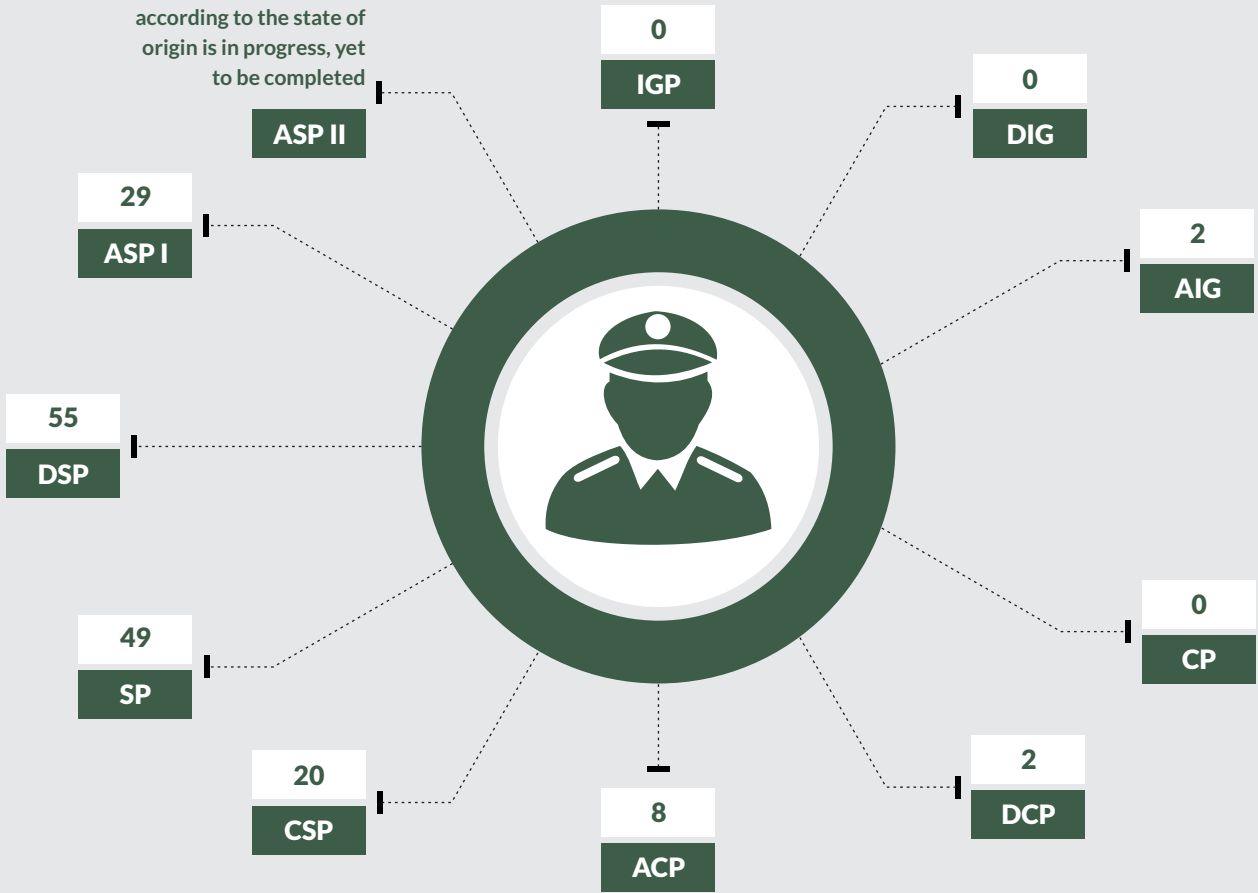 according to the state of
origin is in progress, yet
to be completed
ASP II
0
IGP
0
DIG
29
ASP I
2
AIG
55
DSP
0
CP
49
SP
2
DCP
20
CSP
8
ACP